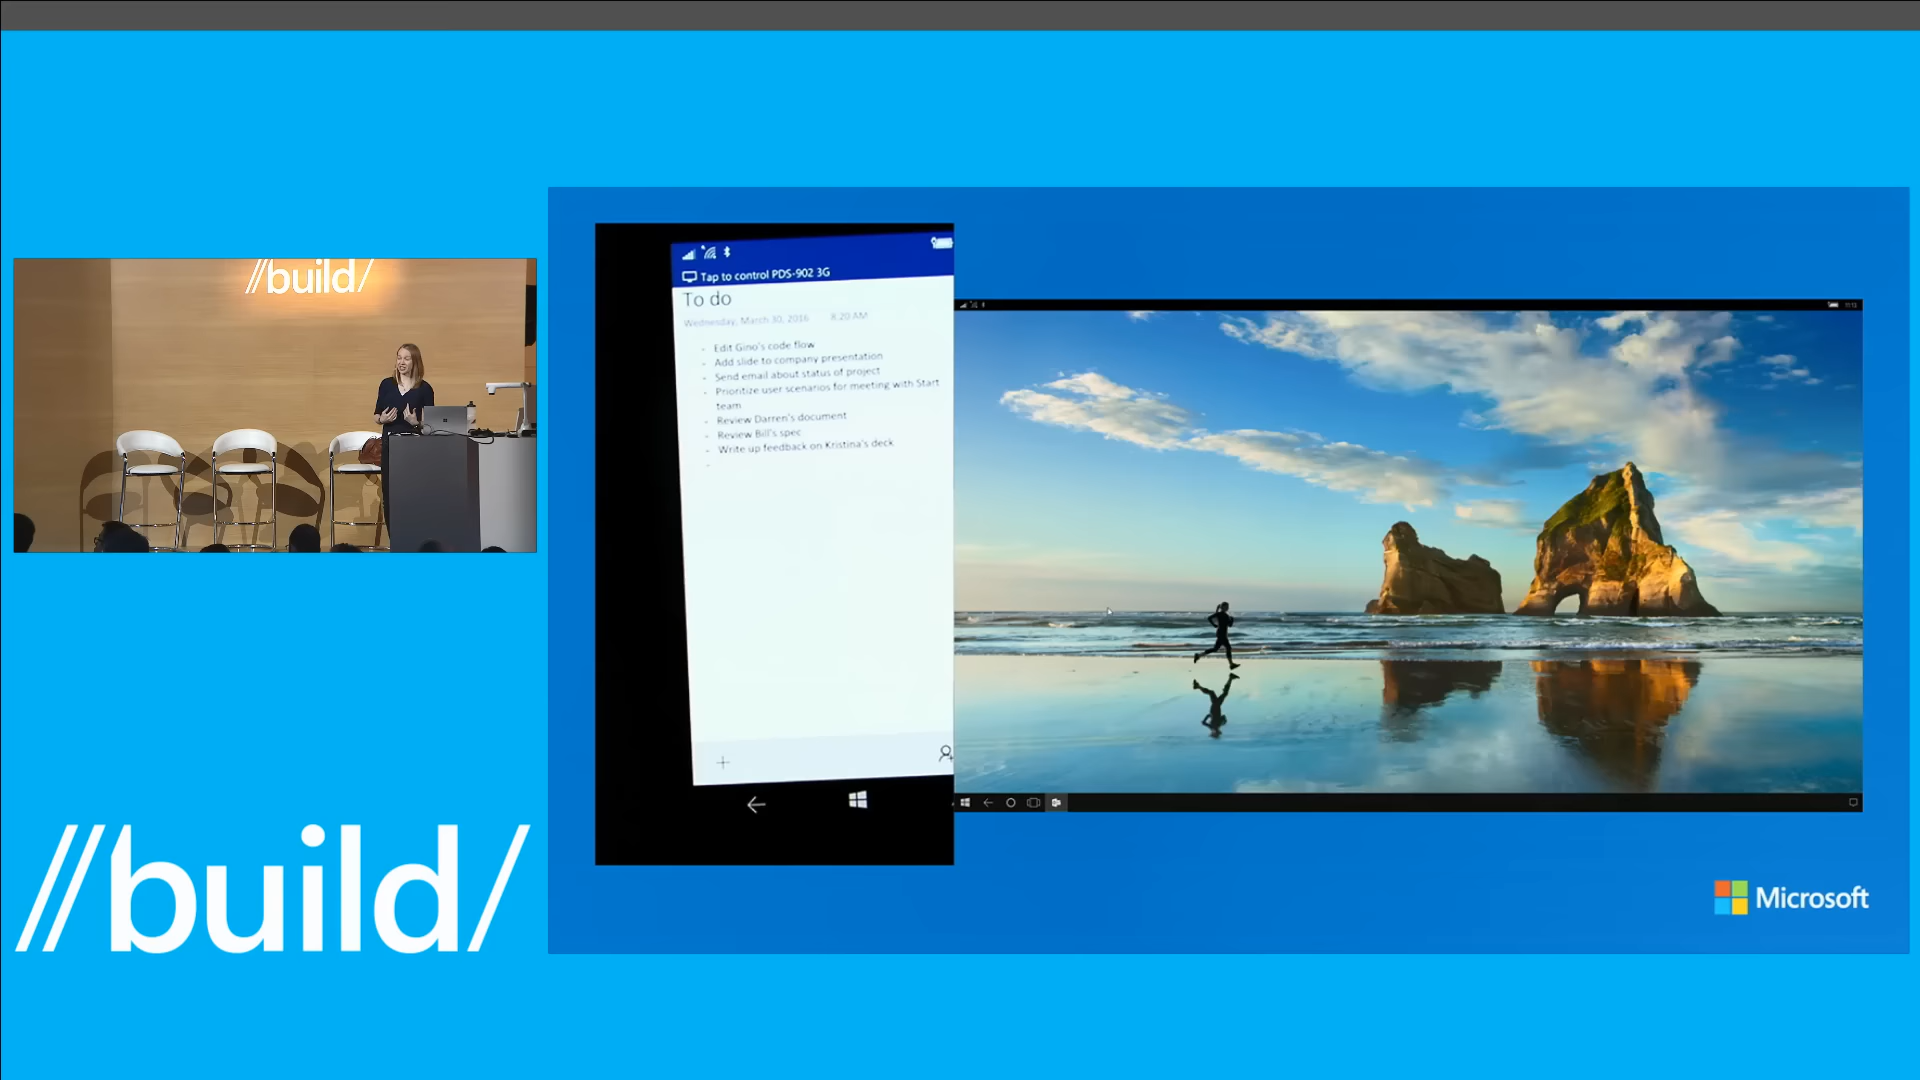 //build/
Tap to control PDS-902 3G
To do
Wednesday, March 30, 2016 8:20 AM
- Edit Gino's code flow
- Add slide to company presentation
- Send email about status of project
- Prioritize user scenarios for meeting with Start
team
- Review Darren's document
- Review Bill's spec
- Write up feedback on Kristina's deck
-
//build/
Microsoft